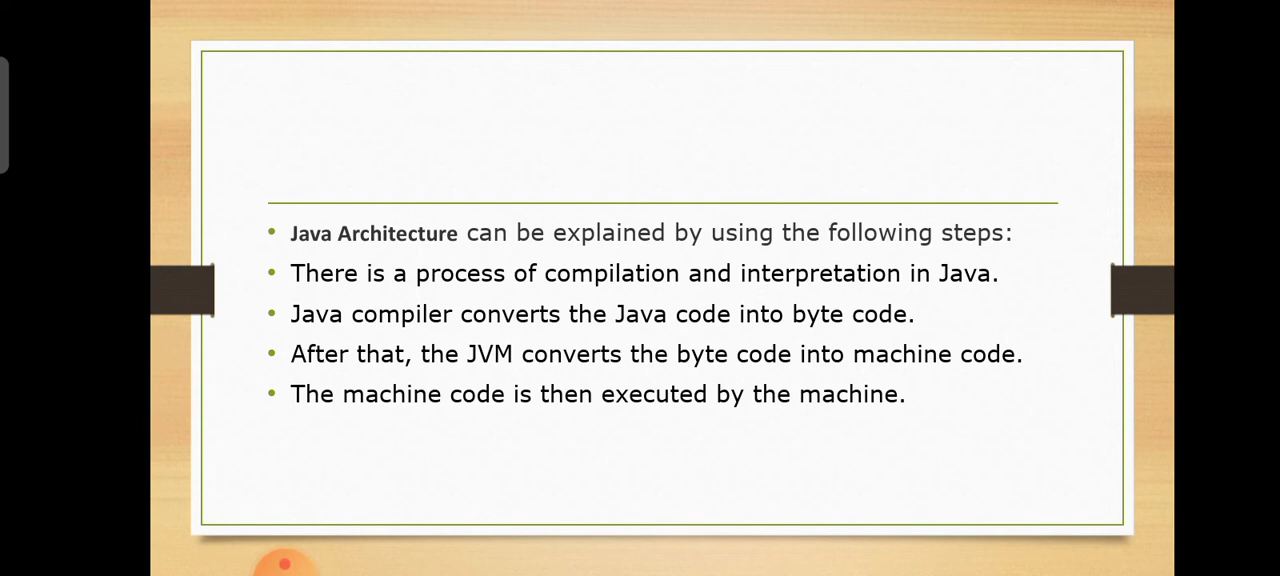 • Java Architecture can be explained by using the following steps:
• There is a process of compilation and interpretation in Java.
• Java compiler converts the Java code into byte code.
• After that, the JVM converts the byte code into machine code.
• The machine code is then executed by the machine.